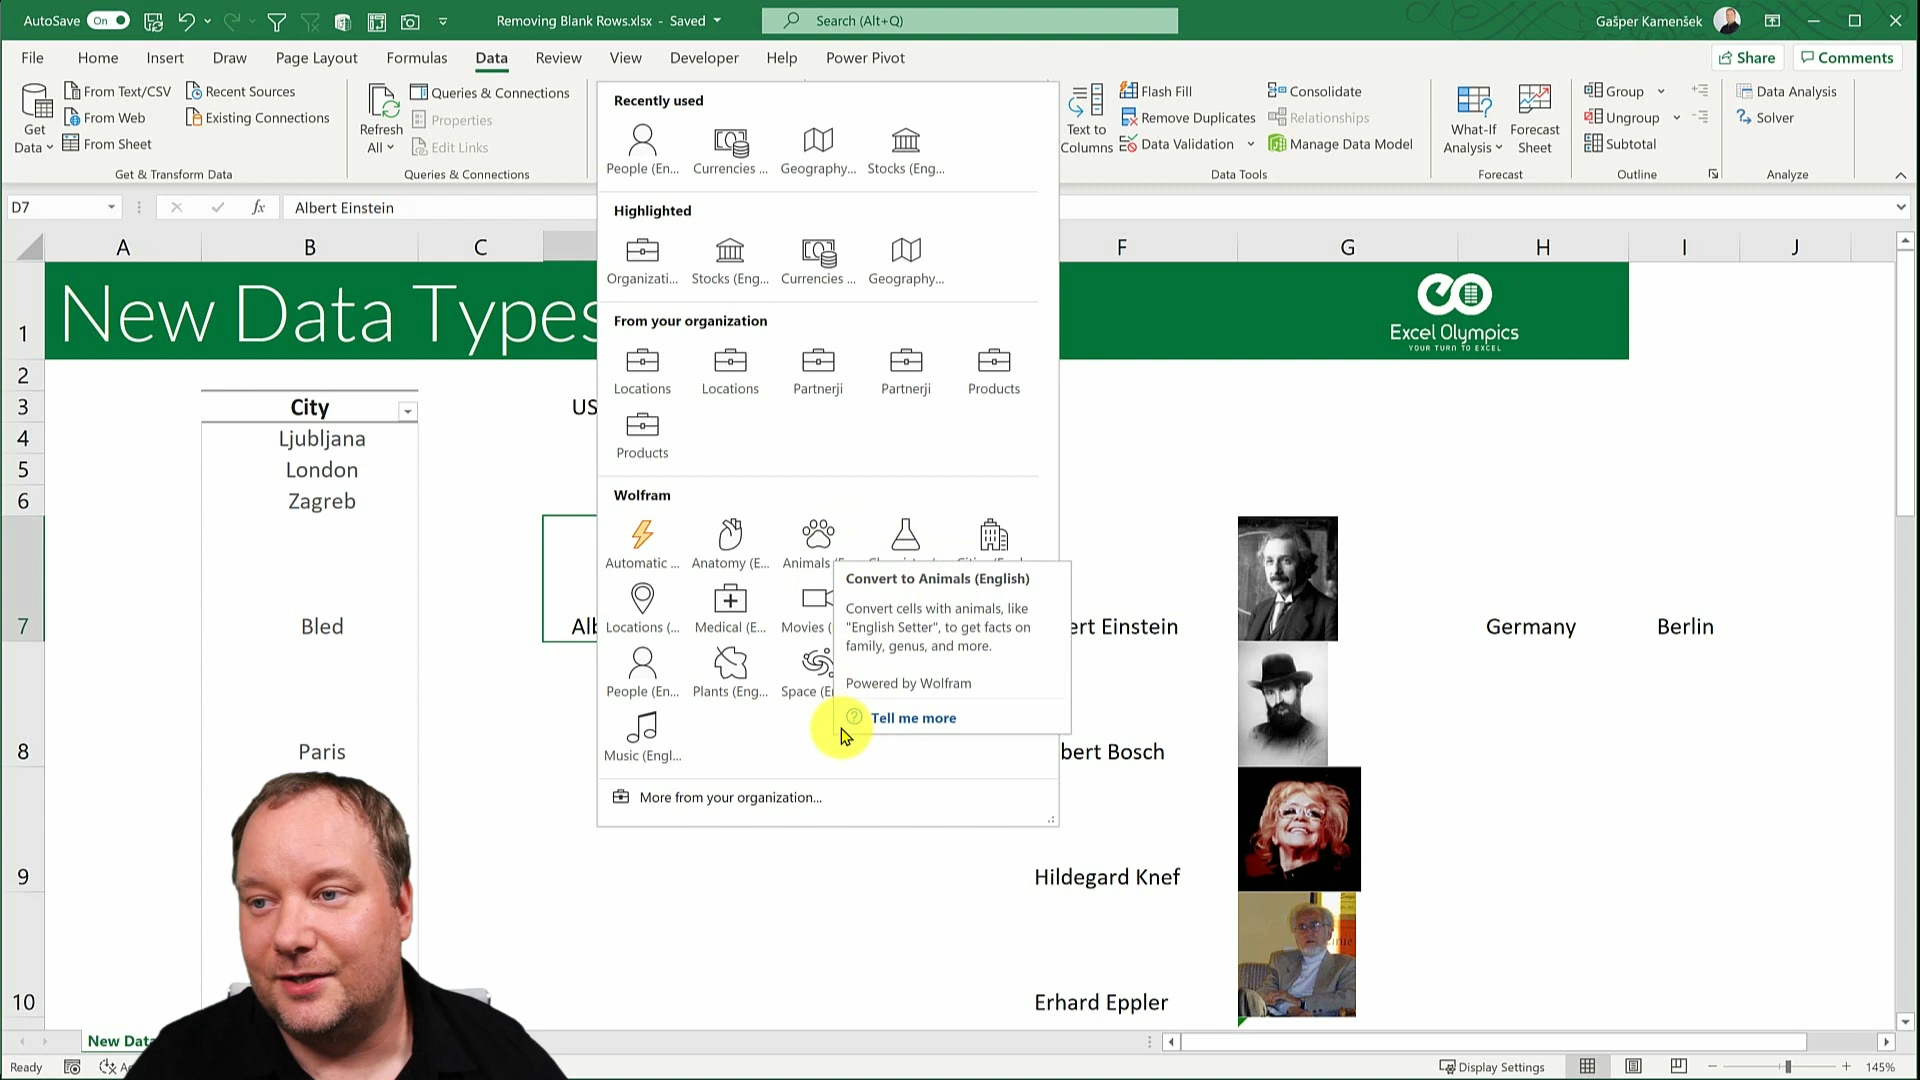 AutoSave On Removing Blank Rows.xlsx - Saved Search (Alt+Q) Gašper Kamenšek
File Home Insert Draw Page Layout Formulas Data Review View Developer Help Power Pivot Share Comments
Get Data
From Text/CSV
From Web
From Sheet
Recent Sources
Existing Connections
Get & Transform Data
Refresh All
Queries & Connections
Properties
Edit Links
Queries & Connections
Text to Columns
Flash Fill
Remove Duplicates
Data Validation
Consolidate
Relationships
Manage Data Model
Data Tools
What-If Analysis
Forecast Sheet
Forecast
Group
Ungroup
Subtotal
Outline
Data Analysis
Solver
Analyze
D7 fx Albert Einstein
A B C F G H I J
Recently used
People (En... Currencies ... Geography... Stocks (Eng...
Highlighted
Organizati... Stocks (Eng... Currencies ... Geography...
From your organization
Locations Locations Partnerji Partnerji Products
Products
Wolfram
Automatic ... Anatomy (E... Animals
Locations (... Medical (E... Movies (
People (En... Plants (Eng... Space (E
Music (Engl...
More from your organization...
Convert to Animals (English)
Convert cells with animals, like
"English Setter", to get facts on
family, genus, and more.
Powered by Wolfram
Tell me more
1 New Data Types
Excel Olympics
YOUR TURN TO EXCEL
2
3 City US
4 Ljubljana
5 London
6 Zagreb
7 Bled Alb ert Einstein Germany Berlin
8 Paris bert Bosch
9 Hildegard Knef
10 Erhard Eppler
New Data
Ready Display Settings 145%